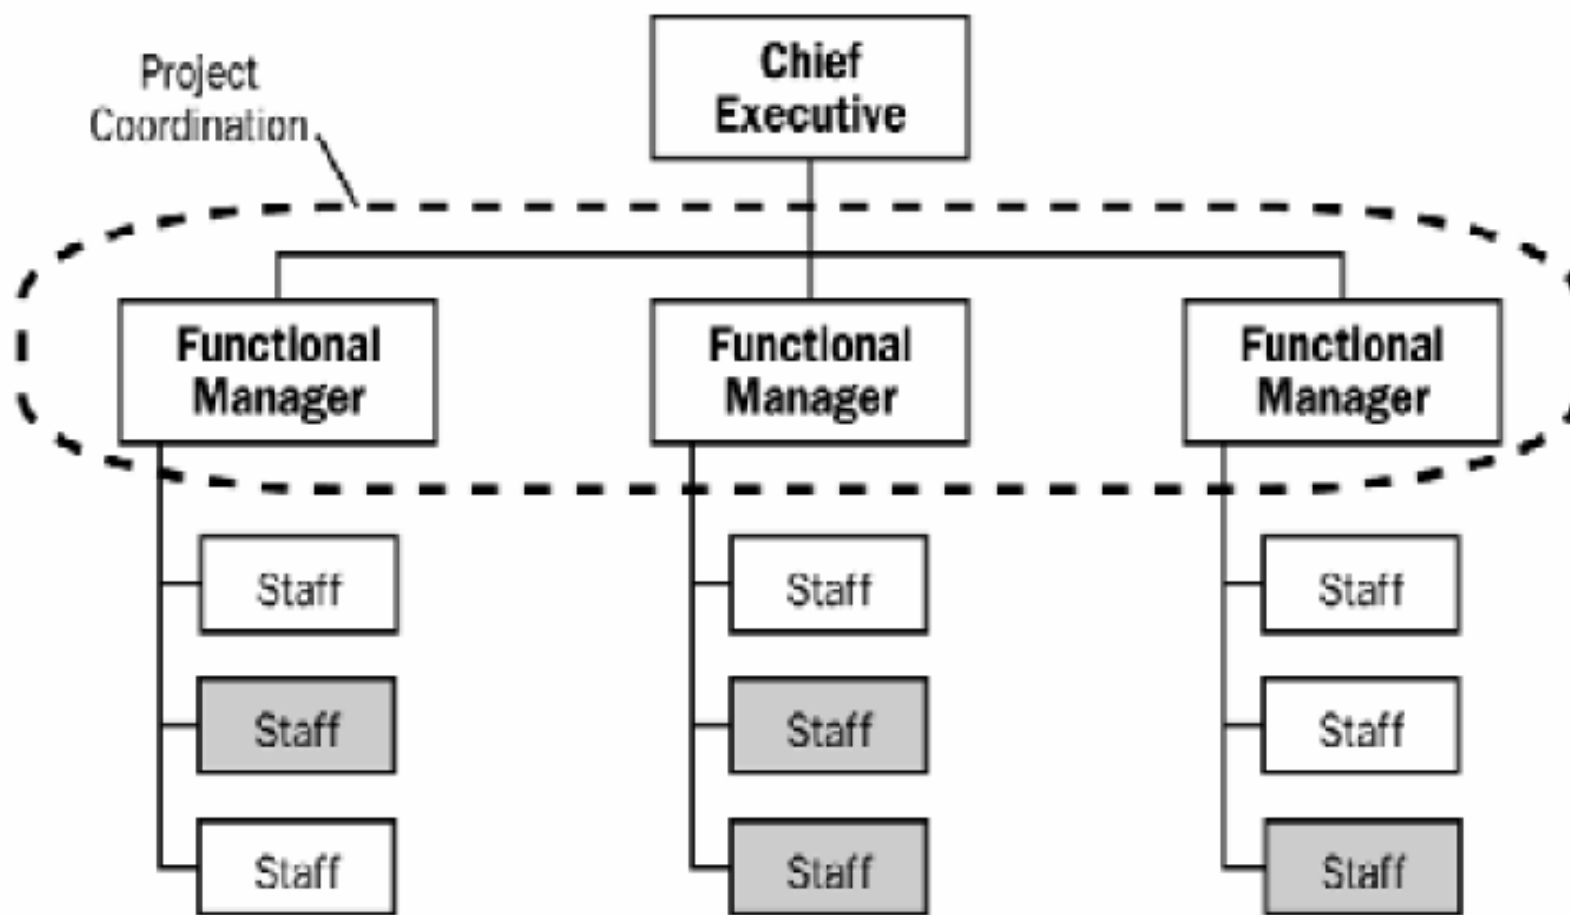 Project
Coordination
Chief
Executive
Functional
Manager
Functional
Manager
Functional
Manager
Staff
Staff
Staff
Staff
Staff
Staff
Staff
Staff
Staff